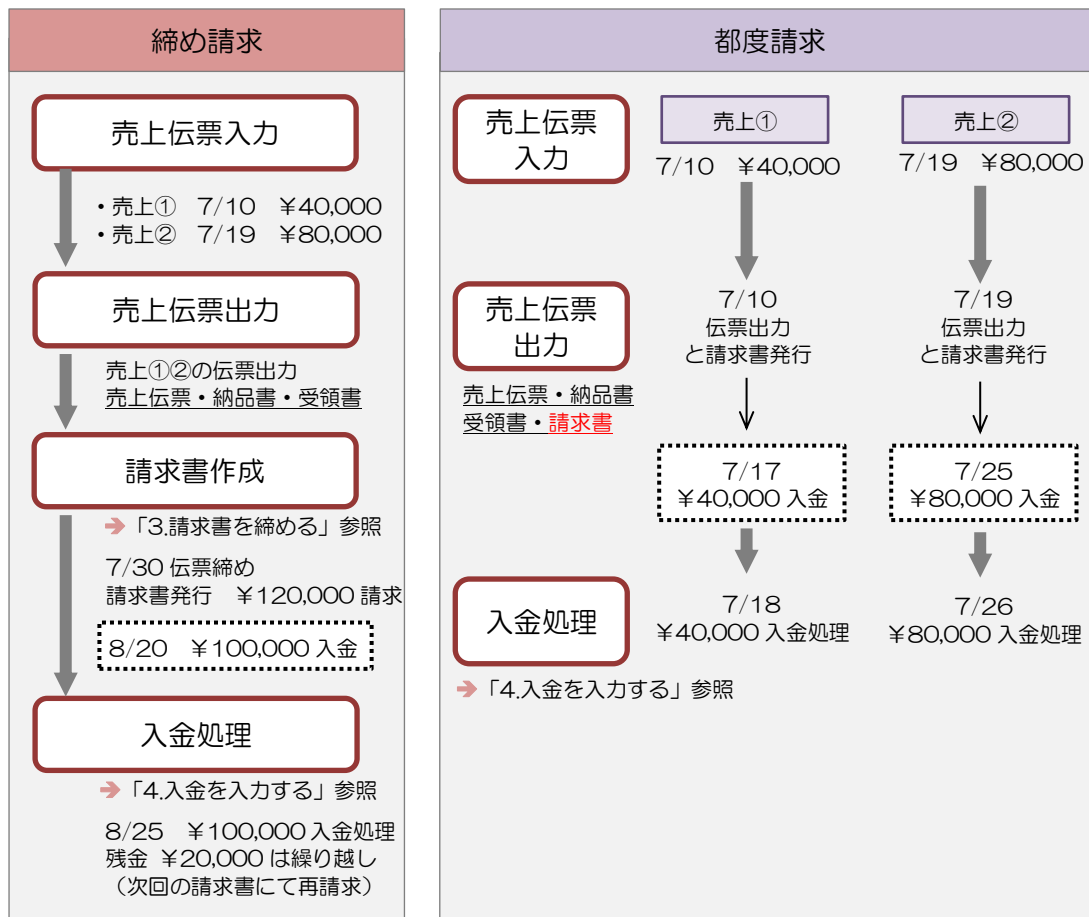 締め請求
売上伝票入力
・売上① 7/10 ¥40,000
・売上② 7/19 ¥80,000
売上伝票出力
売上①②の伝票出力
売上伝票・納品書・受領書
請求書作成
➔「3.請求書を締める」参照
7/30 伝票締め
請求書発行 ¥120,000 請求
8/20 ¥100,000 入金
入金処理
➔「4.入金を入力する」参照
8/25 ¥100,000 入金処理
残金 ¥20,000 は繰り越し
（次回の請求書にて再請求）
都度請求
売上伝票
入力
売上①
7/10 ¥40,000
売上②
7/19 ¥80,000
売上伝票
出力
売上伝票・納品書
受領書・請求書
7/10
伝票出力
と請求書発行
7/19
伝票出力
と請求書発行
7/17
¥40,000 入金
7/25
¥80,000 入金
入金処理
7/18
¥40,000 入金処理
7/26
¥80,000 入金処理
➔「4.入金を入力する」参照